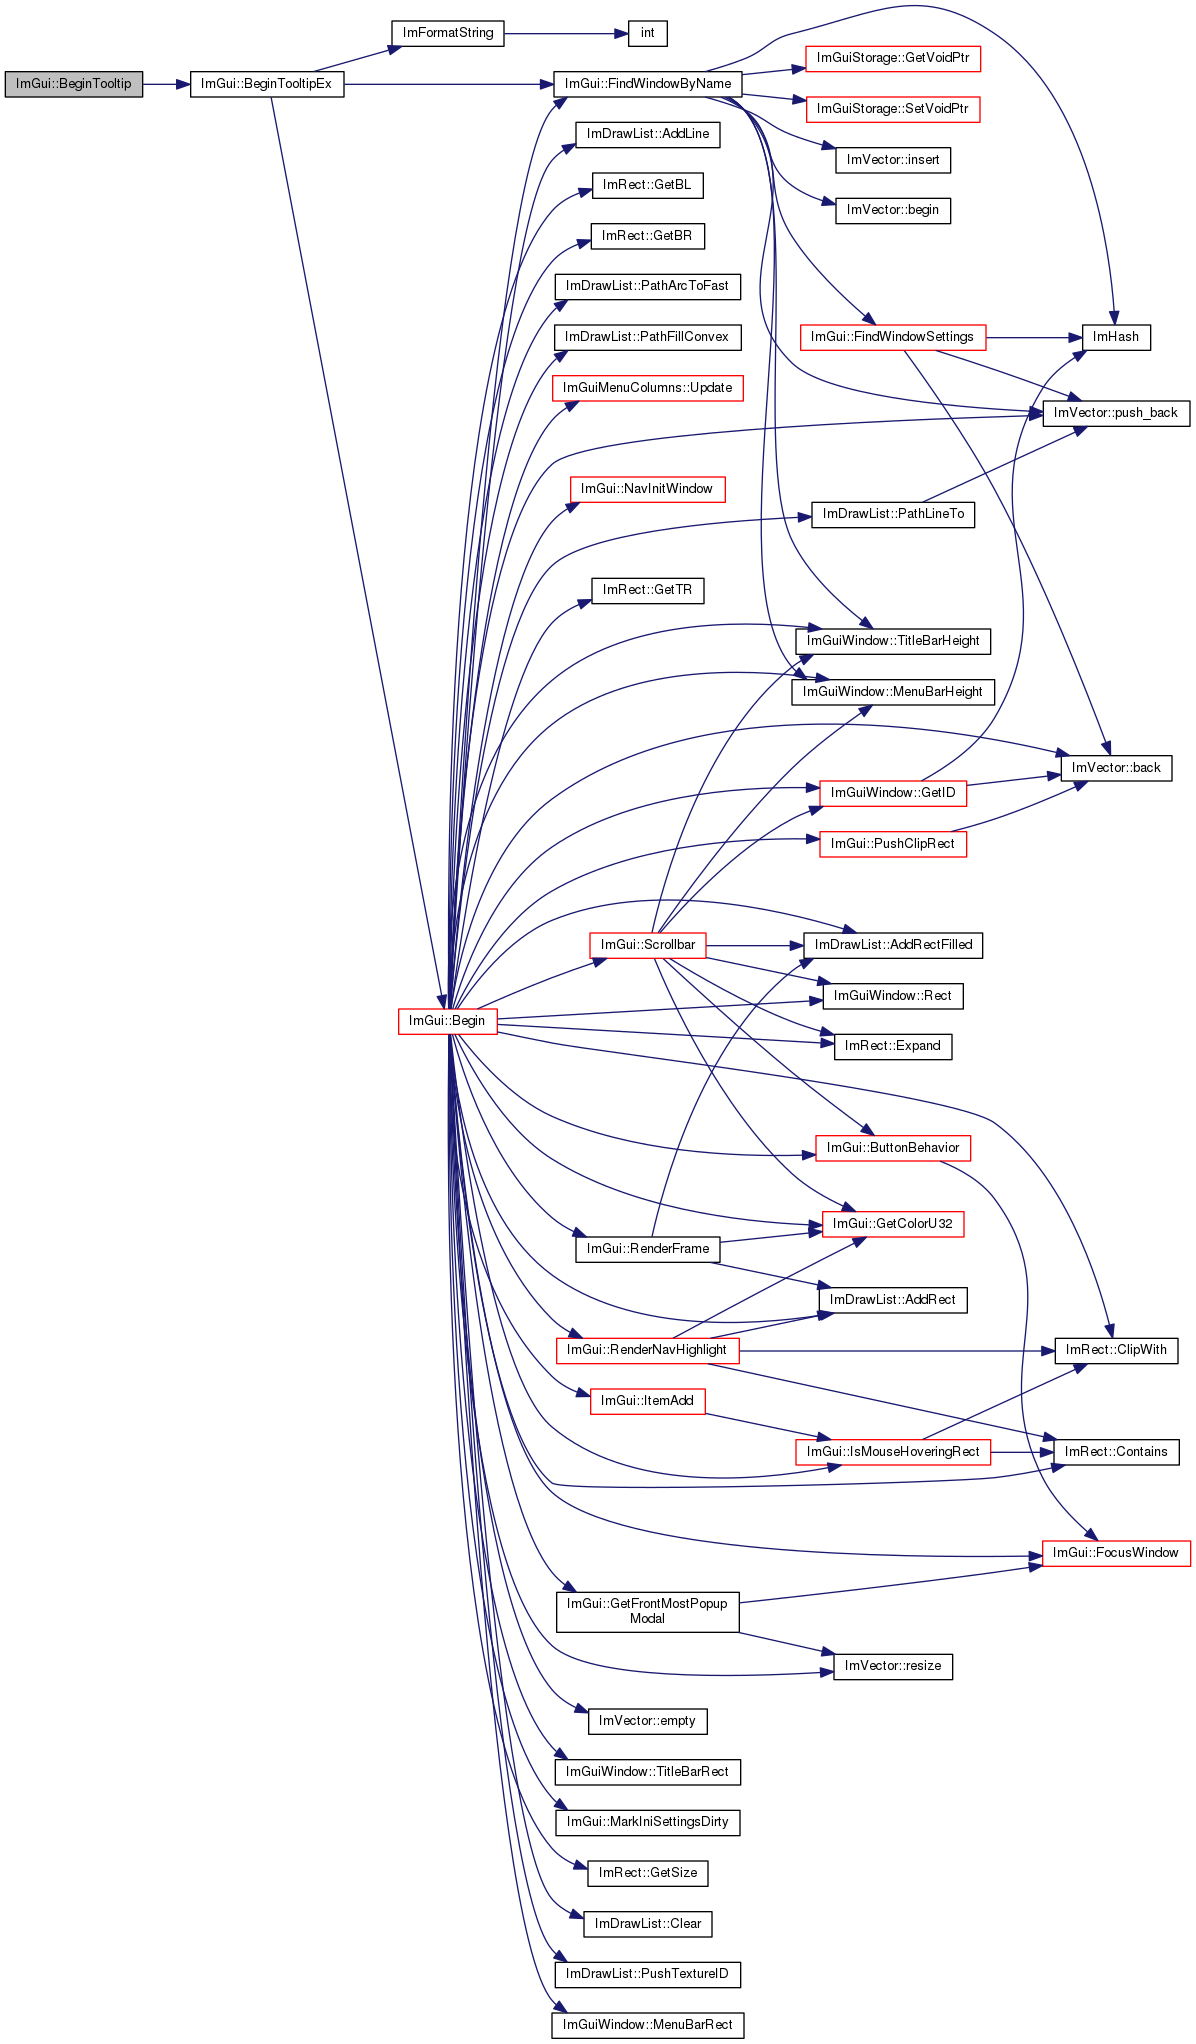 ImGui::BeginTooltip
ImGui::BeginTooltipEx
ImFormatString
int
ImGui::FindWindowByName
ImGuiStorage::GetVoidPtr
ImGuiStorage::SetVoidPtr
ImDrawList::AddLine
ImVector::insert
ImRect::GetBL
ImVector::begin
ImRect::GetBR
ImDrawList::PathArcToFast
ImDrawList::PathFillConvex
ImGui::FindWindowSettings
ImHash
ImGuiMenuColumns::Update
ImVector::push_back
ImGui::NavInitWindow
ImDrawList::PathLineTo
ImRect::GetTR
ImGuiWindow::TitleBarHeight
ImGuiWindow::MenuBarHeight
ImVector::back
ImGuiWindow::GetID
ImGui::PushClipRect
ImGui::Scrollbar
ImDrawList::AddRectFilled
ImGuiWindow::Rect
ImGui::Begin
ImRect::Expand
ImGui::ButtonBehavior
ImGui::GetColorU32
ImGui::RenderFrame
ImDrawList::AddRect
ImGui::RenderNavHighlight
ImRect::ClipWith
ImGui::ItemAdd
ImGui::IsMouseHoveringRect
ImRect::Contains
ImGui::FocusWindow
ImGui::GetFrontMostPopup
Modal
ImVector::resize
ImVector::empty
ImGuiWindow::TitleBarRect
ImGui::MarkIniSettingsDirty
ImRect::GetSize
ImDrawList::Clear
ImDrawList::PushTextureID
ImGuiWindow::MenuBarRect